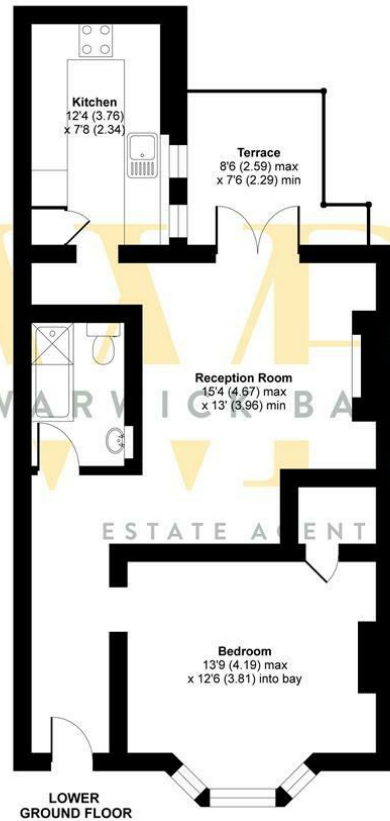 Kitchen
12'4 (3.76)
x 7'8 (2.34)
Terrace
8'6 (2.59) max
x 7'6 (2.29) min
Reception Room
15'4 (4.67) max
x 13' (3.96) min
WARWICK BA
ESTATE AGENT
Bedroom
13'9 (4.19) max
x 12'6 (3.81) into bay
LOWER
GROUND FLOOR